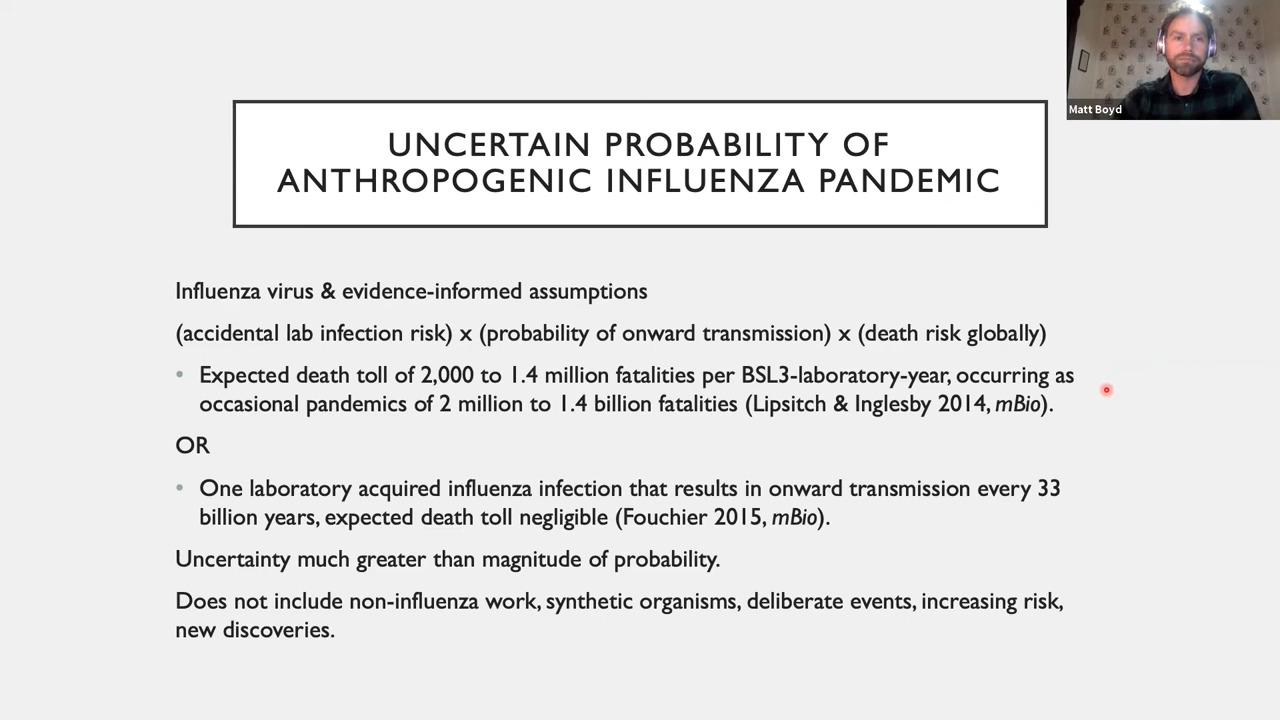 Matt Boyd
UNCERTAIN PROBABILITY OF
ANTHROPOGENIC INFLUENZA PANDEMIC
Influenza virus & evidence-informed assumptions
(accidental lab infection risk) x (probability of onward transmission) x (death risk globally)
• Expected death toll of 2,000 to 1.4 million fatalities per BSL3-laboratory-year, occurring as
occasional pandemics of 2 million to 1.4 billion fatalities (Lipsitch & Inglesby 2014, mBio).
OR
• One laboratory acquired influenza infection that results in onward transmission every 33
billion years, expected death toll negligible (Fouchier 2015, mBio).
Uncertainty much greater than magnitude of probability.
Does not include non-influenza work, synthetic organisms, deliberate events, increasing risk,
new discoveries.